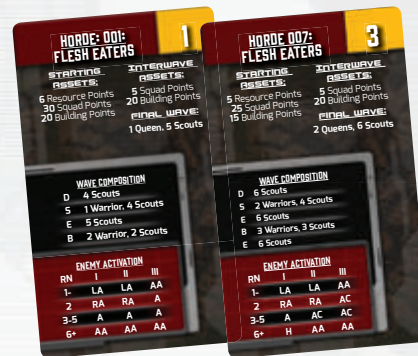 HORDE: 001:
FLESH EATERS
1
STARTING
ASSETS:
6 Resource Points
30 Squad Points
20 Building Points
INTERWAVE
ASSETS:
5 Squad Points
20 Building Points
FINAL WAVE:
1 Queen, 5 Scouts
WAVE COMPOSITION
D 4 Scouts
S 1 Warrior, 4 Scouts
E 5 Scouts
B 2 Warrior, 2 Scouts
ENEMY ACTIVATION
RN I II III
1- LA LA AA
2 RA RA A
3-5 A A A
6+ AA AA AA
HORDE 007:
FLESH EATERS
3
STARTING
ASSETS:
5 Resource Points
25 Squad Points
15 Building Points
INTERWAVE
ASSETS:
5 Squad Points
20 Building Points
FINAL WAVE:
2 Queens, 6 Scouts
WAVE COMPOSITION
D 6 Scouts
S 2 Warriors, 4 Scouts
E 6 Scouts
B 3 Warriors, 3 Scouts
E 6 Scouts
ENEMY ACTIVATION
RN I II III
1- LA LA AA
2 RA RA AC
3-5 A AC AC
6+ H AA AA